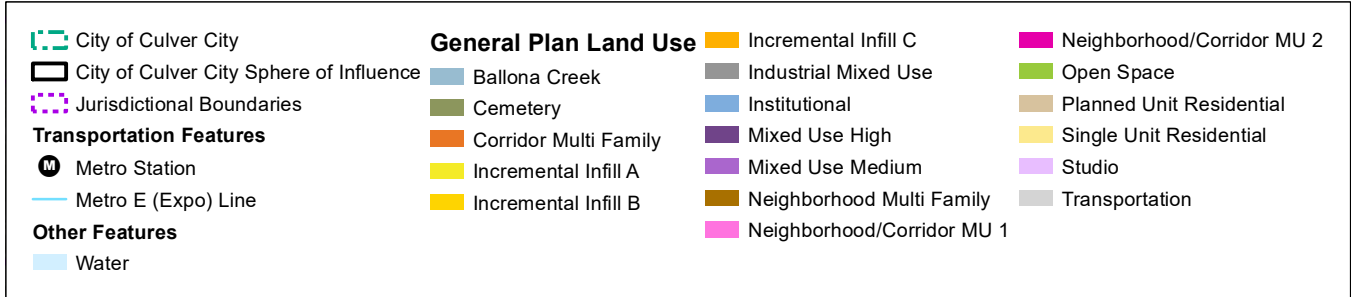 City of Culver City
City of Culver City Sphere of Influence
Jurisdictional Boundaries
Transportation Features
M Metro Station
Metro E (Expo) Line
Other Features
Water
General Plan Land Use
Ballona Creek
Cemetery
Corridor Multi Family
Incremental Infill A
Incremental Infill B
Incremental Infill C
Industrial Mixed Use
Institutional
Mixed Use High
Mixed Use Medium
Neighborhood Multi Family
Neighborhood/Corridor MU 1
Neighborhood/Corridor MU 2
Open Space
Planned Unit Residential
Single Unit Residential
Studio
Transportation